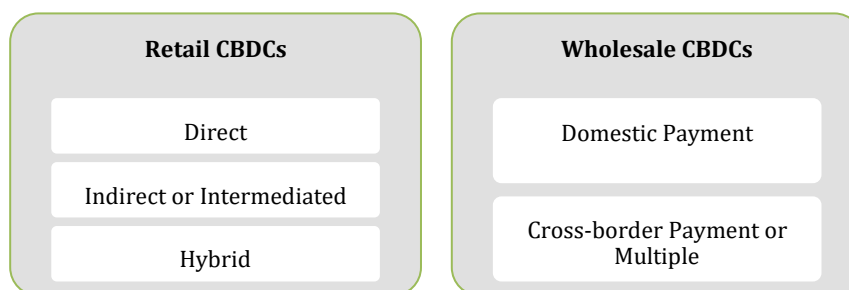 Retail CBDCs
Direct
Indirect or Intermediated
Hybrid
Wholesale CBDCs
Domestic Payment
Cross-border Payment or
Multiple